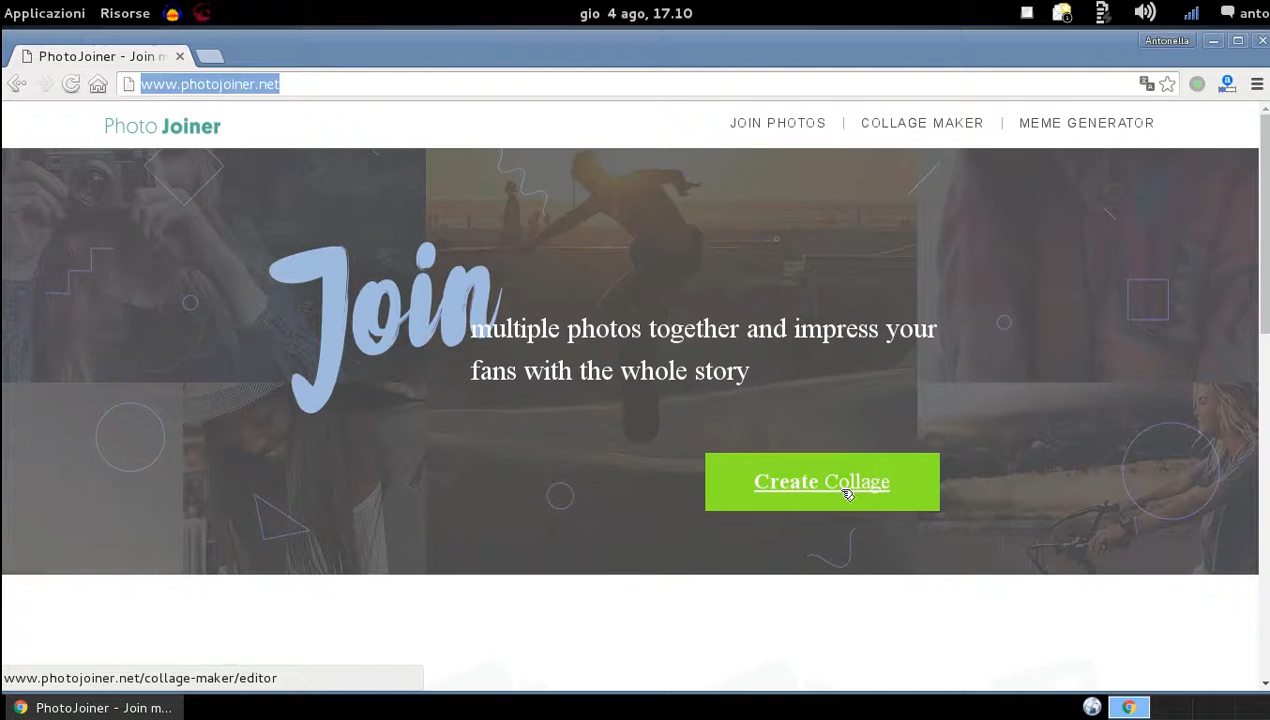 Applicazioni Risorse gio 4 ago, 17.10 anto
PhotoJoiner - Join m Antonella
www.photojoiner.net
Photo Joiner JOIN PHOTOS | COLLAGE MAKER | MEME GENERATOR
Join
multiple photos together and impress your
fans with the whole story
Create Collage
www.photojoiner.net/collage-maker/editor
PhotoJoiner - Join m...